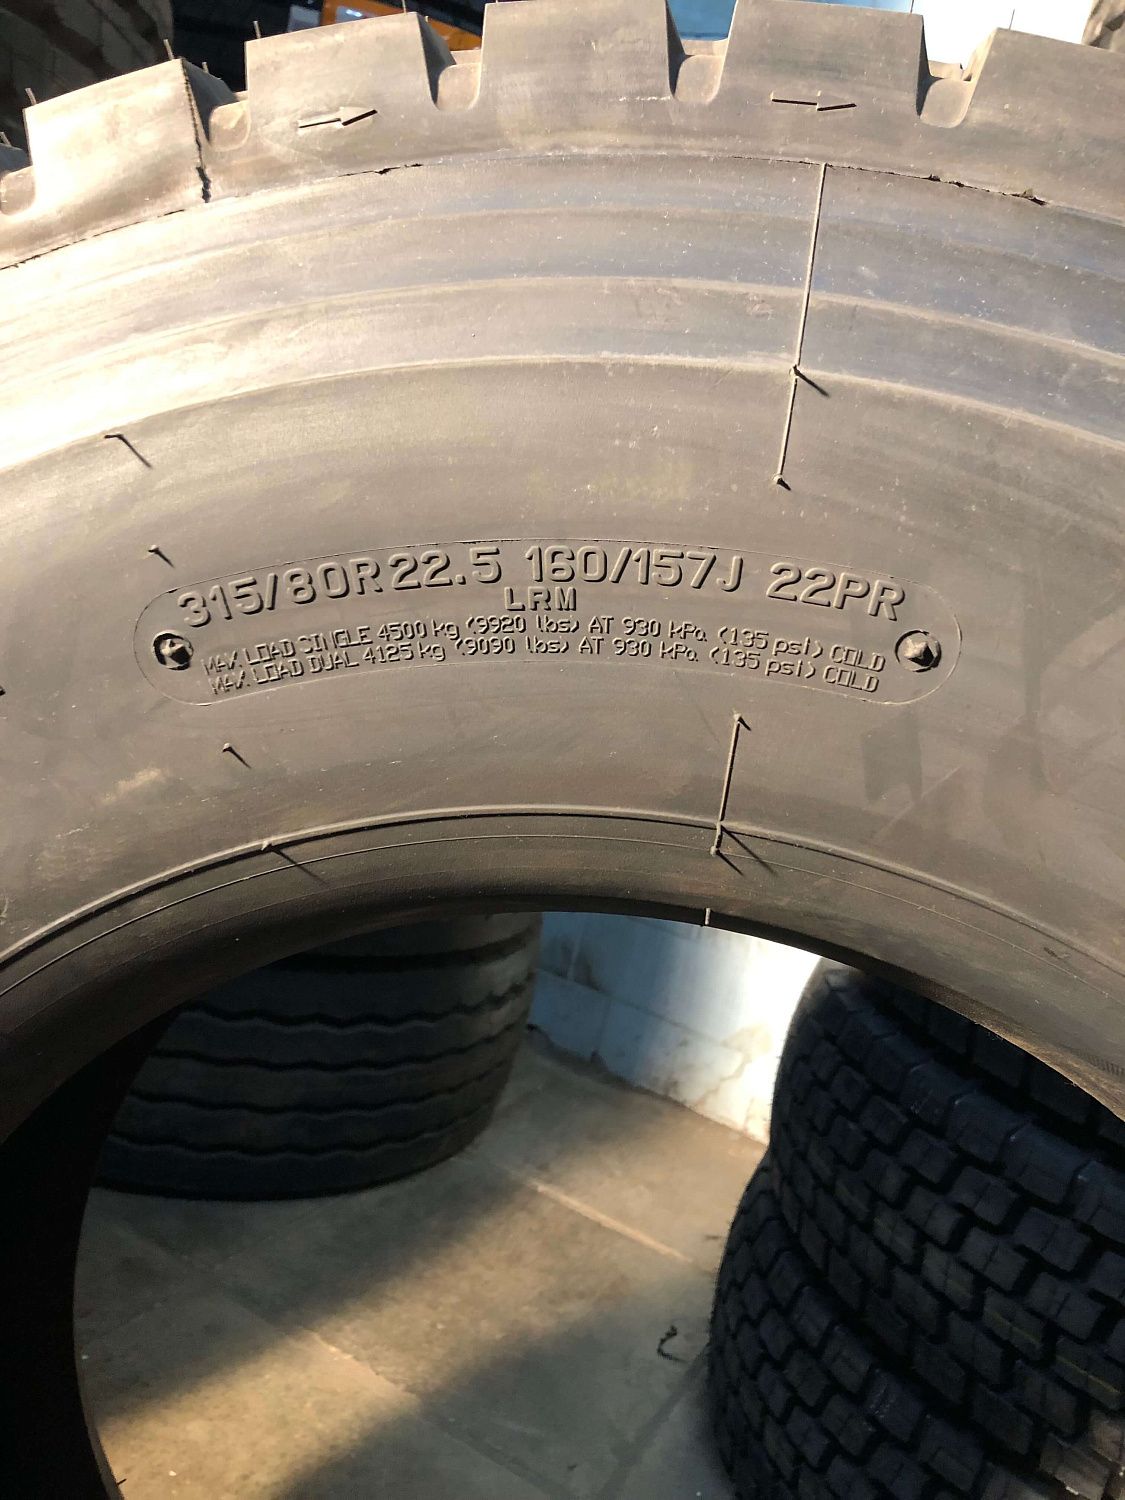 315/80R22.5 160/157J 22PR
LRM
MAX. LOAD SINGLE 4500 kg (9920 lbs) AT 930 kPa (135 psi) COLD
MAX. LOAD DUAL 4125 kg (9090 lbs) AT 930 kPa (135 psi) COLD